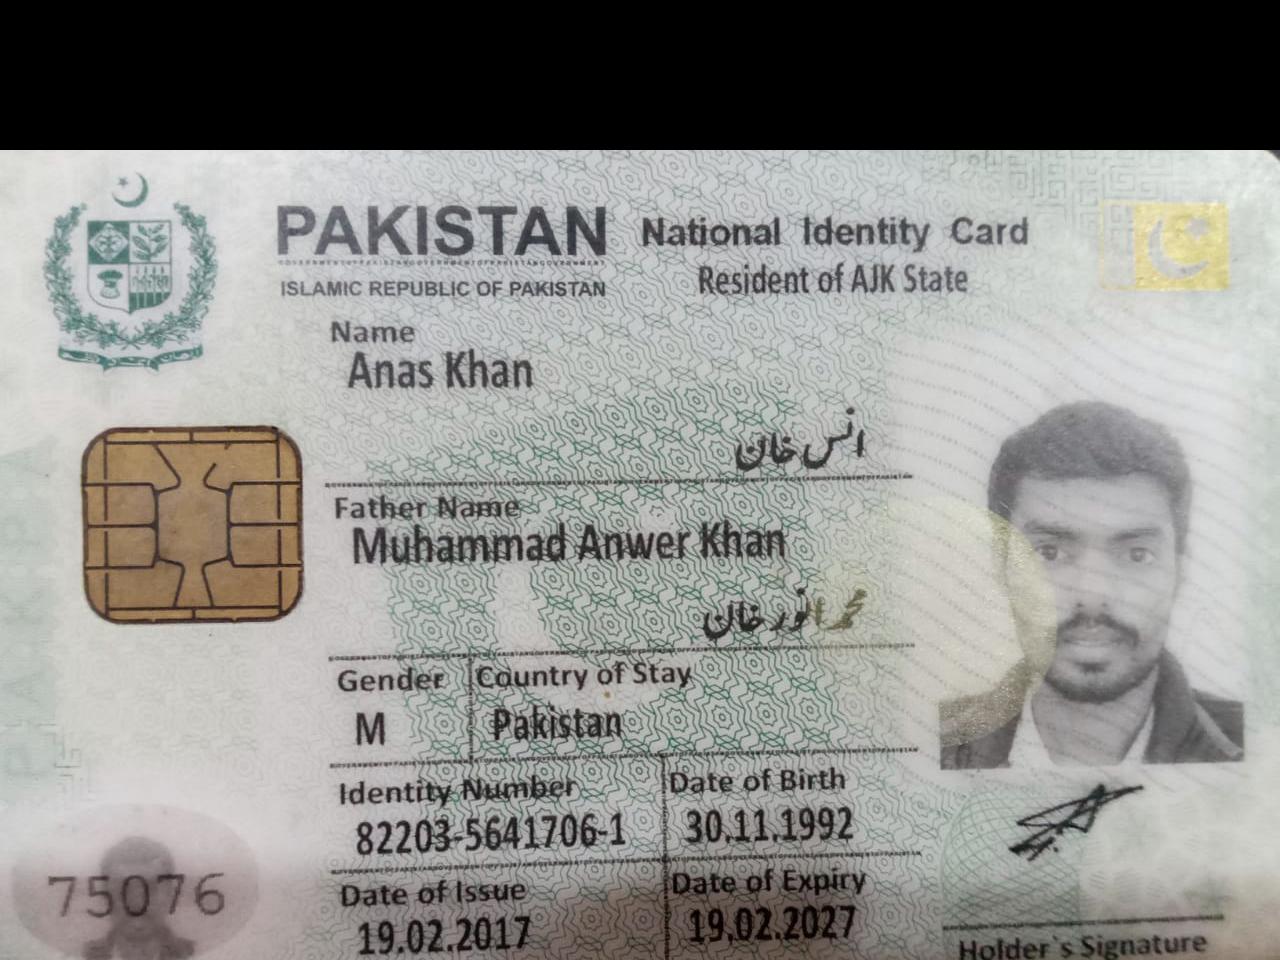 PAKISTAN National Identity Card
ISLAMIC REPUBLIC OF PAKISTAN Resident of AJK State
Name
Anas Khan
انس خان
Father Name
Muhammad Anwer Khan
محمد انور خان
Gender Country of Stay
M Pakistan
Identity Number Date of Birth
82203-5641706-1 30.11.1992
Date of Issue Date of Expiry
19.02.2017 19.02.2027
75076
Holder`s Signature